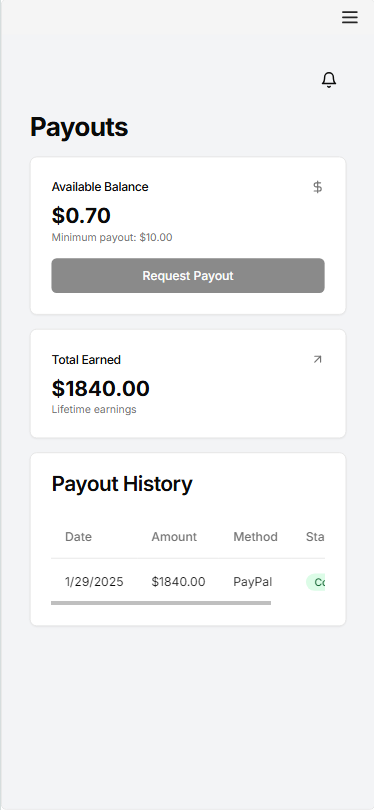 Payouts
Available Balance
$0.70
Minimum payout: $10.00
Request Payout
Total Earned
$1840.00
Lifetime earnings
Payout History
Date Amount Method Sta
1/29/2025 $1840.00 PayPal Co